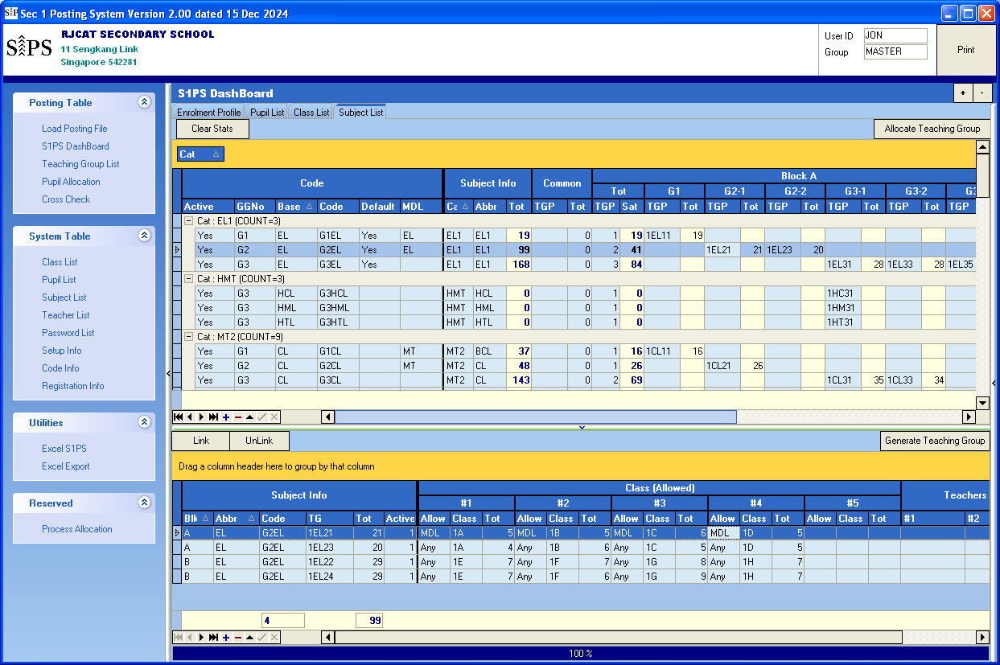 S1P Sec 1 Posting System Version 2.00 dated 15 Dec 2024
S1PS RJCAT SECONDARY SCHOOL
11 Sengkang Link
Singapore 542281
User ID JON
Group MASTER
Print
Posting Table
Load Posting File
S1PS DashBoard
Teaching Group List
Pupil Allocation
Cross Check
System Table
Class List
Pupil List
Subject List
Teacher List
Password List
Setup Info
Code Info
Registration Info
Utilities
Excel S1PS
Excel Export
Reserved
Process Allocation
S1PS DashBoard + -
Enrolment Profile Pupil List Class List Subject List
Clear Stats Allocate Teaching Group
Cat
Code Subject Info Common Block A
Tot G1 G2-1 G2-2 G3-1 G3-2 G3
Active GGNo Base Code Default MDL Ca Abbr Tot TGP Tot TGP Sat TGP Tot TGP Tot TGP Tot TGP Tot TGP Tot TGP
Cat : EL1 (COUNT=3)
Yes G1 EL G1EL Yes EL EL1 EL1 19 0 1 19 1EL11 19
Yes G2 EL G2EL Yes EL EL1 EL1 99 0 2 41 1EL21 21 1EL23 20
Yes G3 EL G3EL Yes EL1 EL1 168 0 3 84 1EL31 28 1EL33 28 1EL35
Cat : HMT (COUNT=3)
Yes G3 HCL G3HCL HMT HCL 0 0 1 0 1HC31
Yes G3 HML G3HML HMT HML 0 0 1 0 1HM31
Yes G3 HTL G3HTL HMT HTL 0 0 1 0 1HT31
Cat : MT2 (COUNT=9)
Yes G1 CL G1CL MT MT2 BCL 37 0 1 16 1CL11 16
Yes G2 CL G2CL MT MT2 CL 48 0 1 26 1CL21 26
Yes G3 CL G3CL MT2 CL 143 0 2 69 1CL31 35 1CL33 34
Link UnLink Generate Teaching Group
Drag a column header here to group by that column
Subject Info Class (Allowed) Teachers
#1 #2 #3 #4 #5
Blk Abbr Code TG Tot Active Allow Class Tot Allow Class Tot Allow Class Tot Allow Class Tot Allow Class Tot #1 #2
A EL G2EL 1EL21 21 1 MDL 1A 5 MDL 1B 5 MDL 1C 6 MDL 1D 5
A EL G2EL 1EL23 20 1 Any 1A 4 Any 1B 6 Any 1C 5 Any 1D 5
B EL G2EL 1EL22 29 1 Any 1E 7 Any 1F 7 Any 1G 8 Any 1H 7
B EL G2EL 1EL24 29 1 Any 1E 7 Any 1F 6 Any 1G 9 Any 1H 7
4 99
100 %